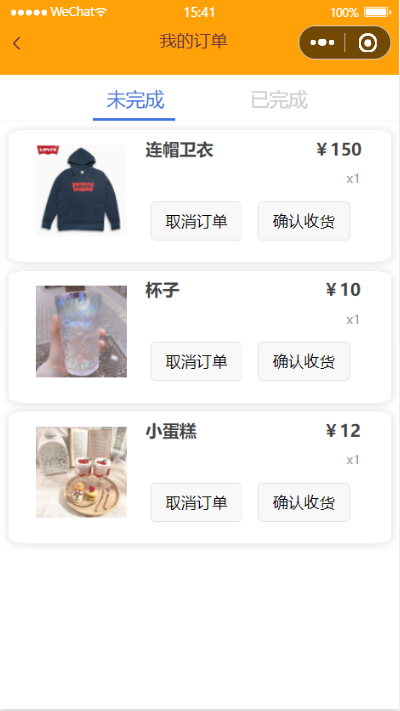 WeChat 15:41 100%
我的订单
未完成 已完成
LEVI'S
连帽卫衣 ￥150
LEVI'S
x1
取消订单 确认收货
杯子 ￥10
x1
取消订单 确认收货
小蛋糕 ￥12
x1
取消订单 确认收货